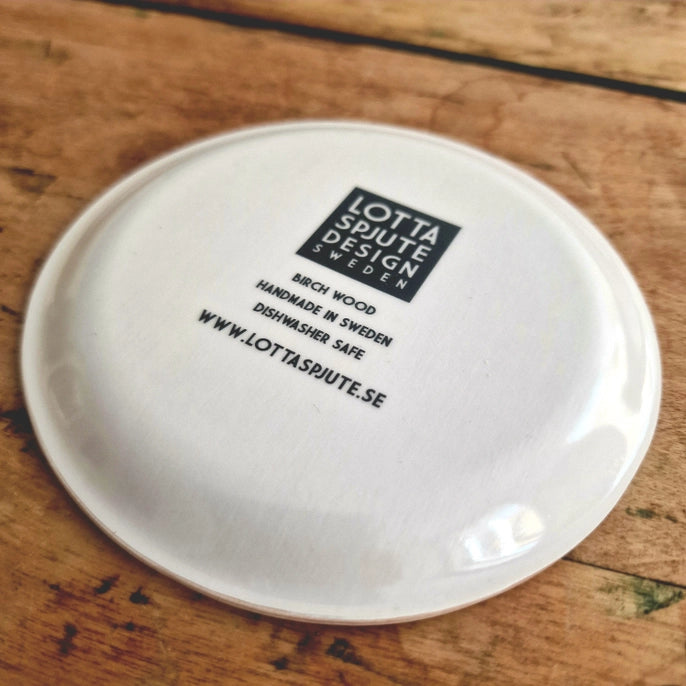 LOTTA
SPJUTE
DESIGN
SWEDEN
BIRCH WOOD
HANDMADE IN SWEDEN
DISHWASHER SAFE
WWW.LOTTASPJUTE.SE